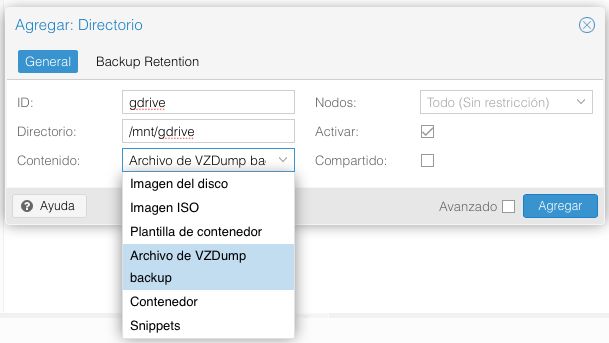 Agregar: Directorio
General Backup Retention
ID: gdrive Nodos: Todo (Sin restricción)
Directorio: /mnt/gdrive Activar:
Contenido: Archivo de VZDump ba Compartido:
Imagen del disco
Imagen ISO
Plantilla de contenedor
Archivo de VZDump
backup
Contenedor
Snippets
? Ayuda Avanzado Agregar